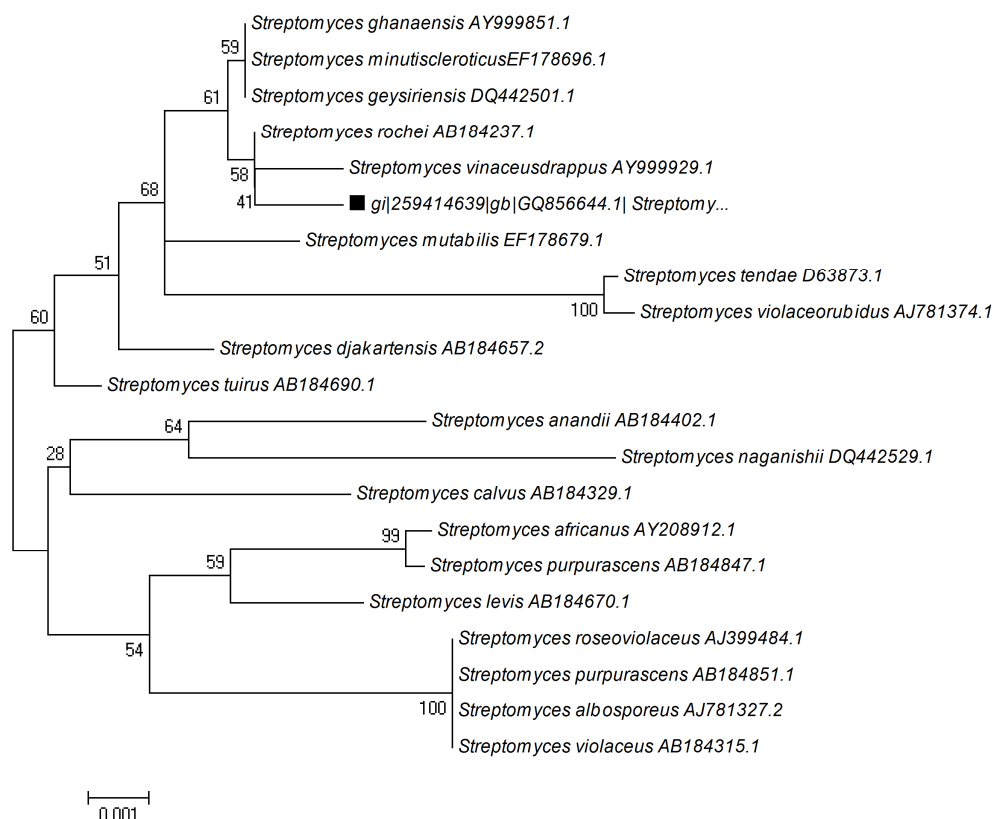 Streptomyces ghanaensis AY999851.1
59
Streptomyces minutiscleroticusEF178696.1
61
Streptomyces geysiriensis DQ442501.1
Streptomyces rochei AB184237.1
Streptomyces vinaceusdrappus AY999929.1
58
68
41
gi|259414639|gb|GQ856644.1| Streptomy...
Streptomyces mutabilis EF178679.1
51
Streptomyces tendae D63873.1
100
Streptomyces violaceorubidus AJ781374.1
60
Streptomyces djakartensis AB184657.2
Streptomyces tuirus AB184690.1
Streptomyces anandii AB184402.1
64
28
Streptomyces naganishii DQ442529.1
Streptomyces calvus AB184329.1
Streptomyces africanus AY208912.1
99
59
Streptomyces purpurascens AB184847.1
Streptomyces levis AB184670.1
Streptomyces roseoviolaceus AJ399484.1
54
Streptomyces purpurascens AB184851.1
100
Streptomyces albosporeus AJ781327.2
Streptomyces violaceus AB184315.1
0.001